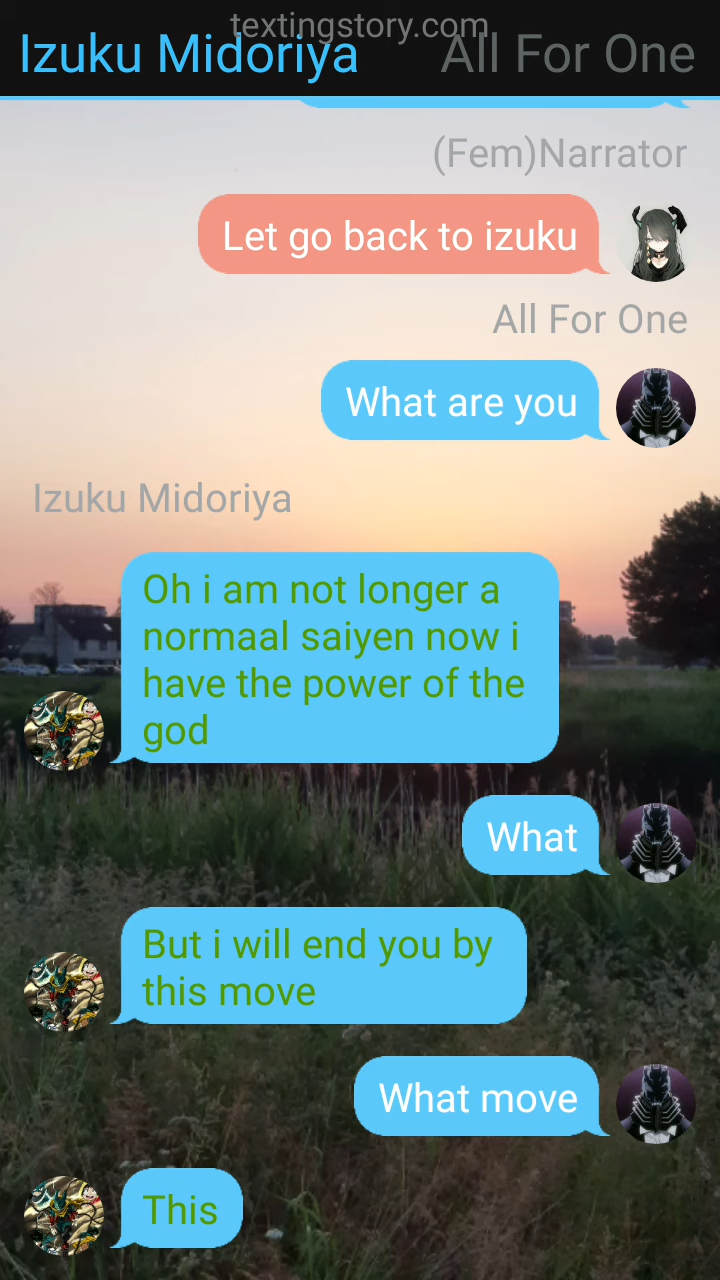 textingstory.com
Izuku Midoriya
All For One
(Fem)Narrator
Let go back to izuku
All For One
What are you
Izuku Midoriya
Oh i am not longer a
normaal saiyen now i
have the power of the
god
What
But i will end you by
this move
What move
This